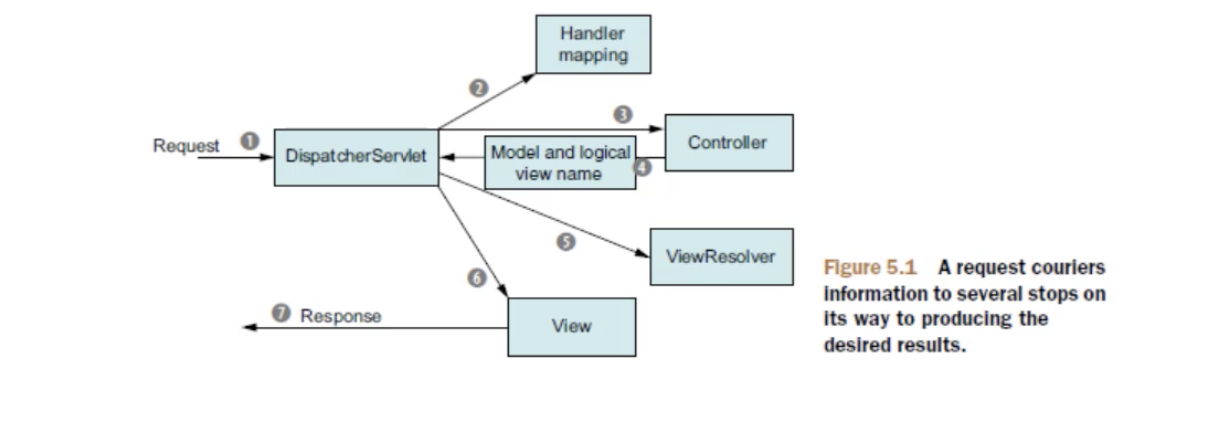 Handler
mapping
2
3
Request 1
DispatcherServlet
Model and logical
view name
4
Controller
5
ViewResolver
6
7 Response
View
Figure 5.1 A request couriers
information to several stops on
its way to producing the
desired results.